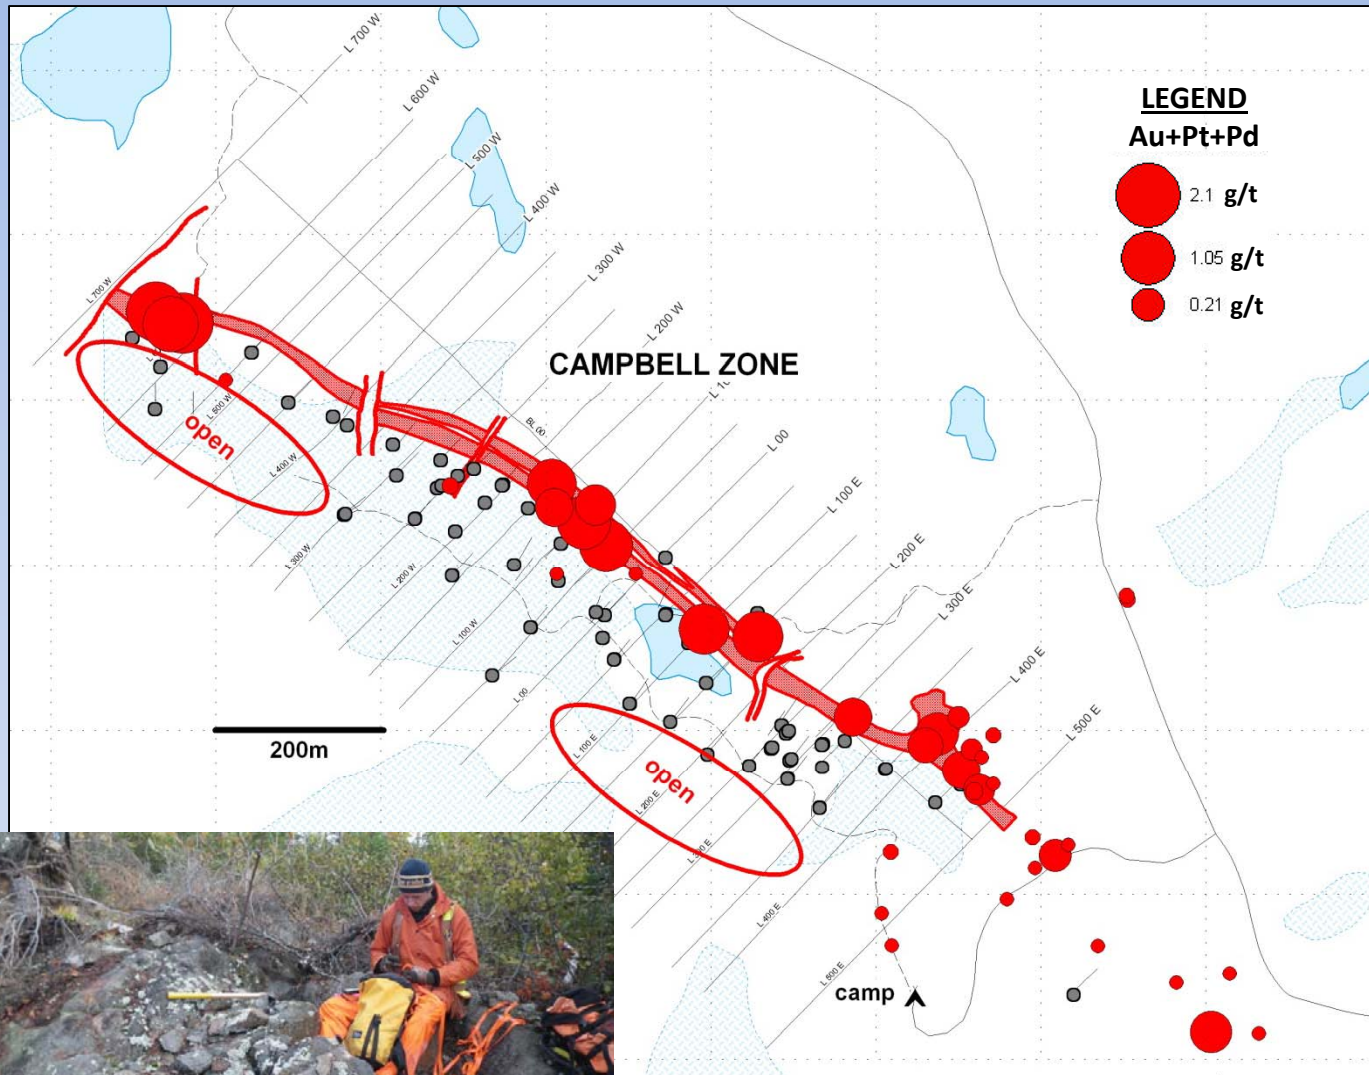 L 700 W
L 600 W
L 500 W
L 400 W
L 300 W
L 200 W
L 00
L 100 E
L 200 E
L 300 E
L 400 E
L 500 E
LEGEND
Au+Pt+Pd
2.1 g/t
1.05 g/t
0.21 g/t
CAMPBELL ZONE
L 700 W
BL 00
open
L 400 W
L 300 W
L 200 W
L 100 W
L 00
L 100 E
L 200 E
L 300 E
L 400 E
L 500 E
200m
open
camp